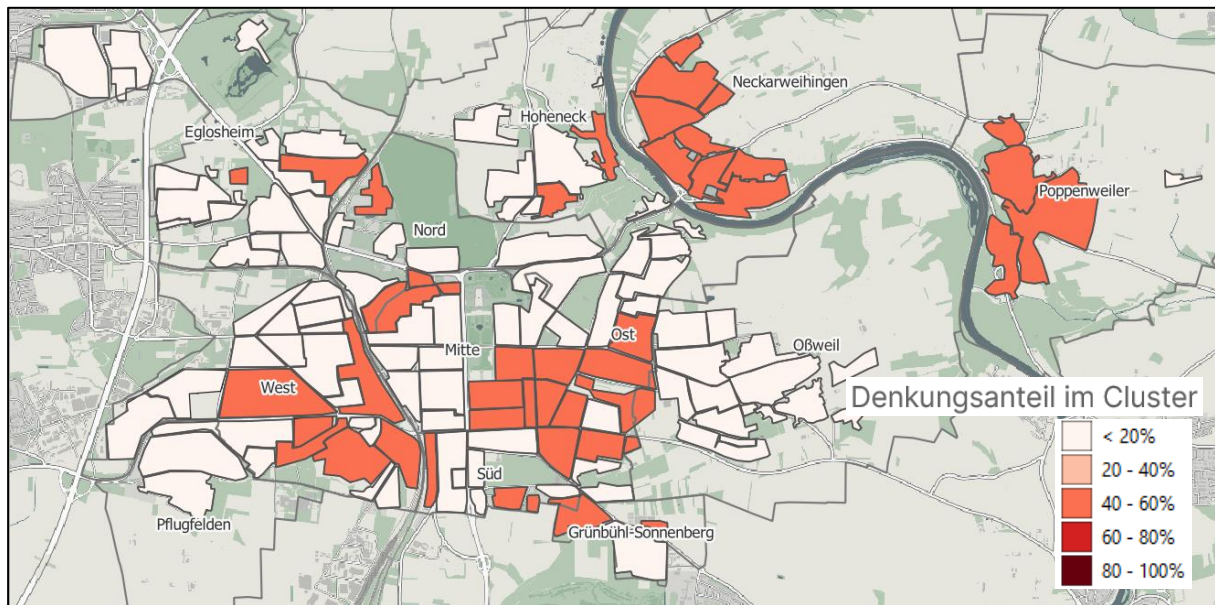 Neckarweihingen
Hoheneck
Eglosheim
Poppenweiler
Nord
Ost
Mitte
Oßweil
West
Denkungsanteil im Cluster
< 20%
20 - 40%
Süd
40 - 60%
Pflugfelden
Grünbühl-Sonnenberg
60 - 80%
80 - 100%